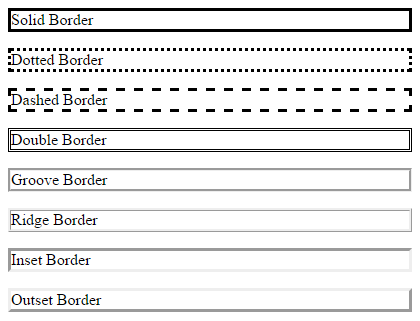 Solid Border
Dotted Border
Dashed Border
Double Border
Groove Border
Ridge Border
Inset Border
Outset Border